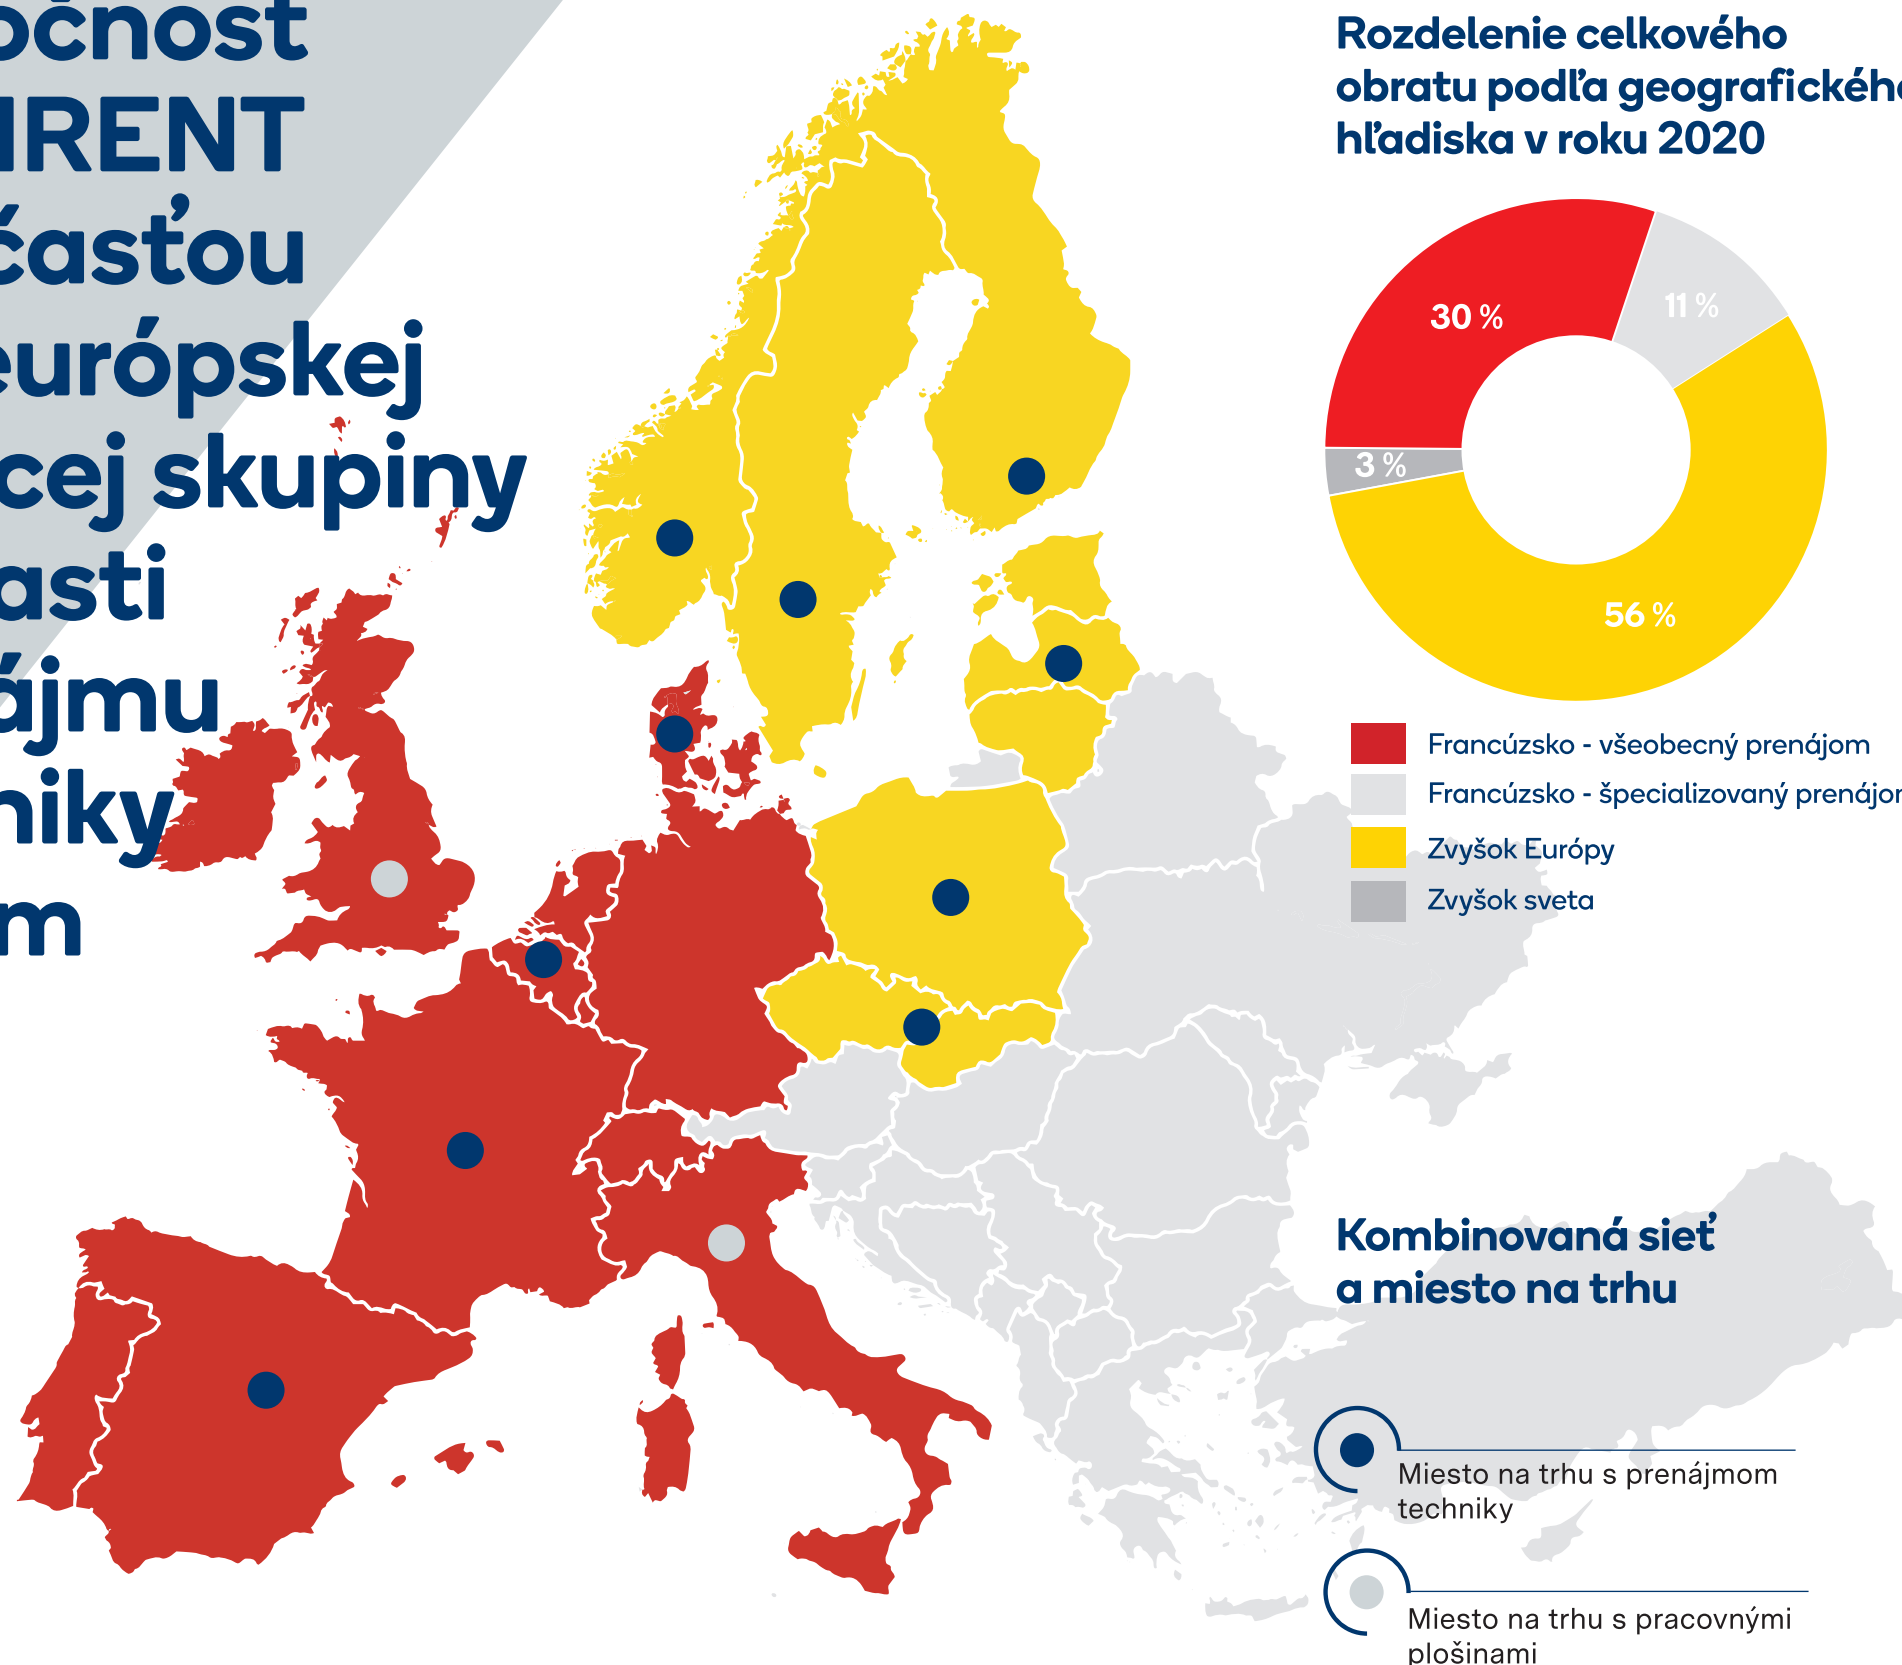 očnosť
IRENT
časťou
európskej
cej skupiny
asti
ájmu
niky
m
Rozdelenie celkového
obratu podľa geografického
hľadiska v roku 2020
30 %
11 %
3 %
56 %
Francúzsko - všeobecný prenájom
Francúzsko - špecializovaný prenájom
Zvyšok Európy
Zvyšok sveta
Kombinovaná sieť
a miesto na trhu
Miesto na trhu s prenájmom
techniky
Miesto na trhu s pracovnými
plošinami